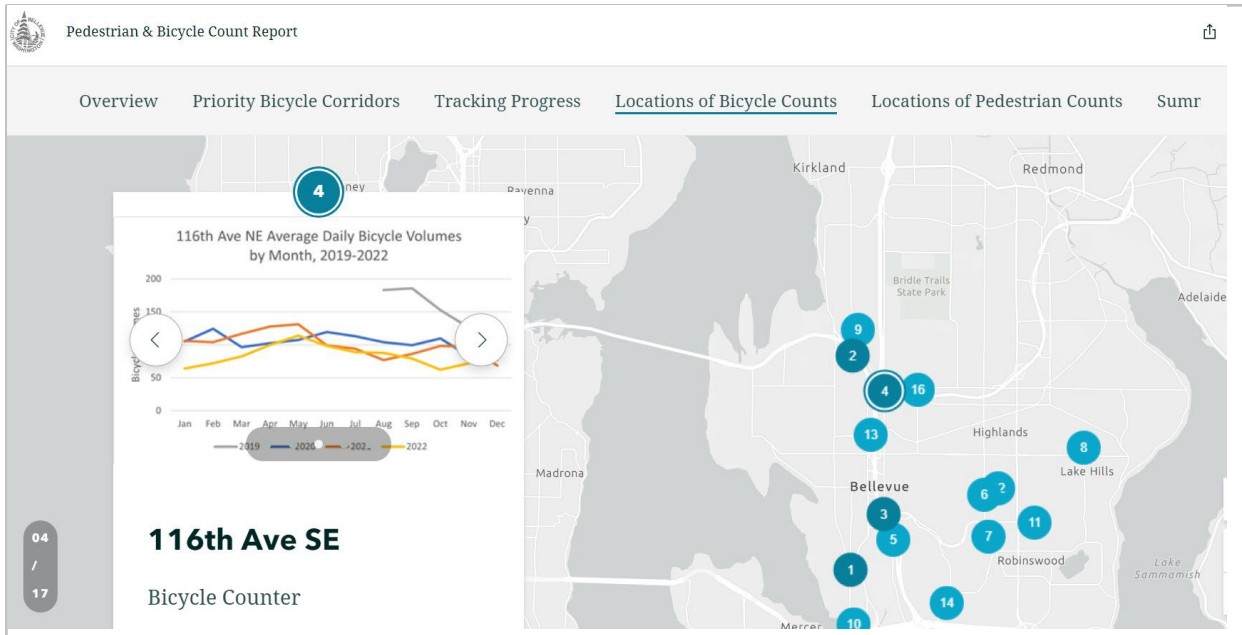 Pedestrian & Bicycle Count Report
Overview Priority Bicycle Corridors Tracking Progress Locations of Bicycle Counts Locations of Pedestrian Counts Sumr
4
ney
Ravenna
y
Kirkland
Redmond
116th Ave NE Average Daily Bicycle Volumes
by Month, 2019-2022
200
150
50
0
Jan Feb Mar Apr May Jun Jul Aug Sep Oct Nov Dec
2019 2020 202 2022
116th Ave SE
Bicycle Counter
04
/
17
Bridle Trails
State Park
Adelaide
9
2
4
16
13
Highlands
8
Lake Hills
Madrona
Bellevue
6
2
3
11
5
7
Robinswood
1
Lake
Sammamish
14
10
Mercer